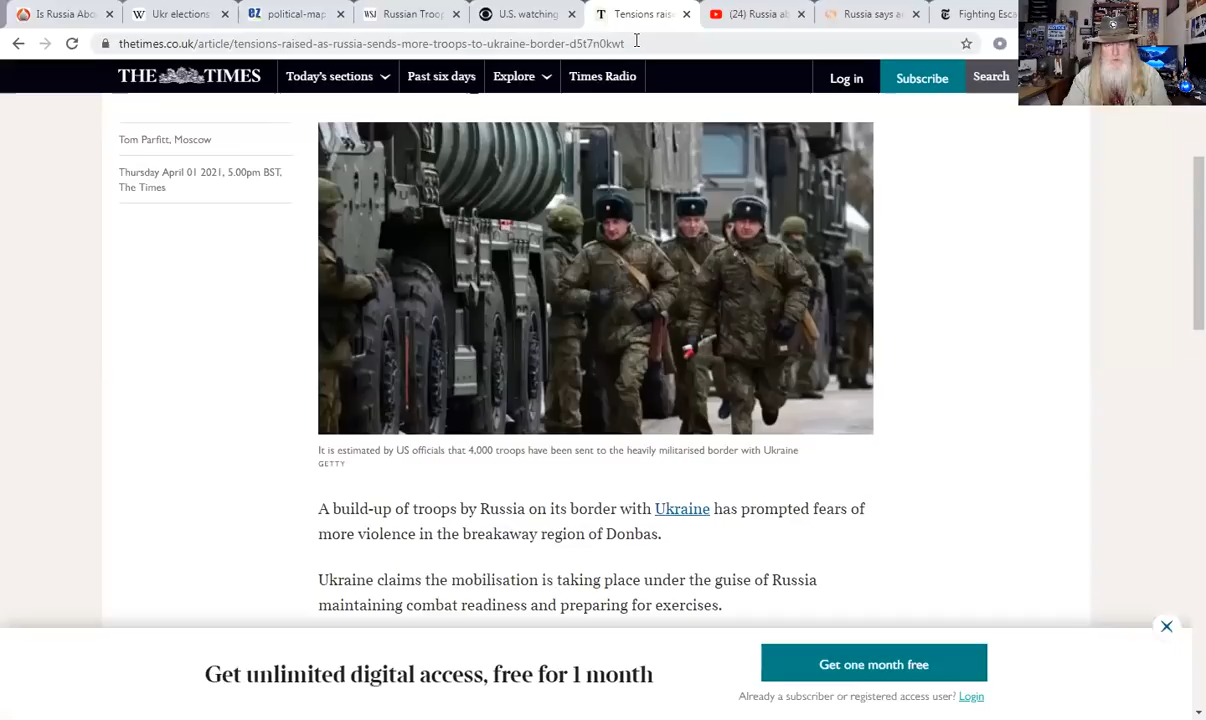 Is Russia Abo
Ukr elections
political-map
Russian Troo
U.S. watching
Tensions rais
(24) Russia ab
Russia says a
Fighting Esca
thetimes.co.uk/article/tensions-raised-as-russia-sends-more-troops-to-ukraine-border-d5t7n0kwt
THE TIMES
Today's sections
Past six days
Explore
Times Radio
Log in
Subscribe
Search
Tom Parfitt, Moscow
Thursday April 01 2021, 5.00pm BST,
The Times
It is estimated by US officials that 4,000 troops have been sent to the heavily militarised border with Ukraine
GETTY
A build-up of troops by Russia on its border with Ukraine has prompted fears of
more violence in the breakaway region of Donbas.
Ukraine claims the mobilisation is taking place under the guise of Russia
maintaining combat readiness and preparing for exercises.
Get unlimited digital access, free for 1 month
Get one month free
Already a subscriber or registered access user? Login